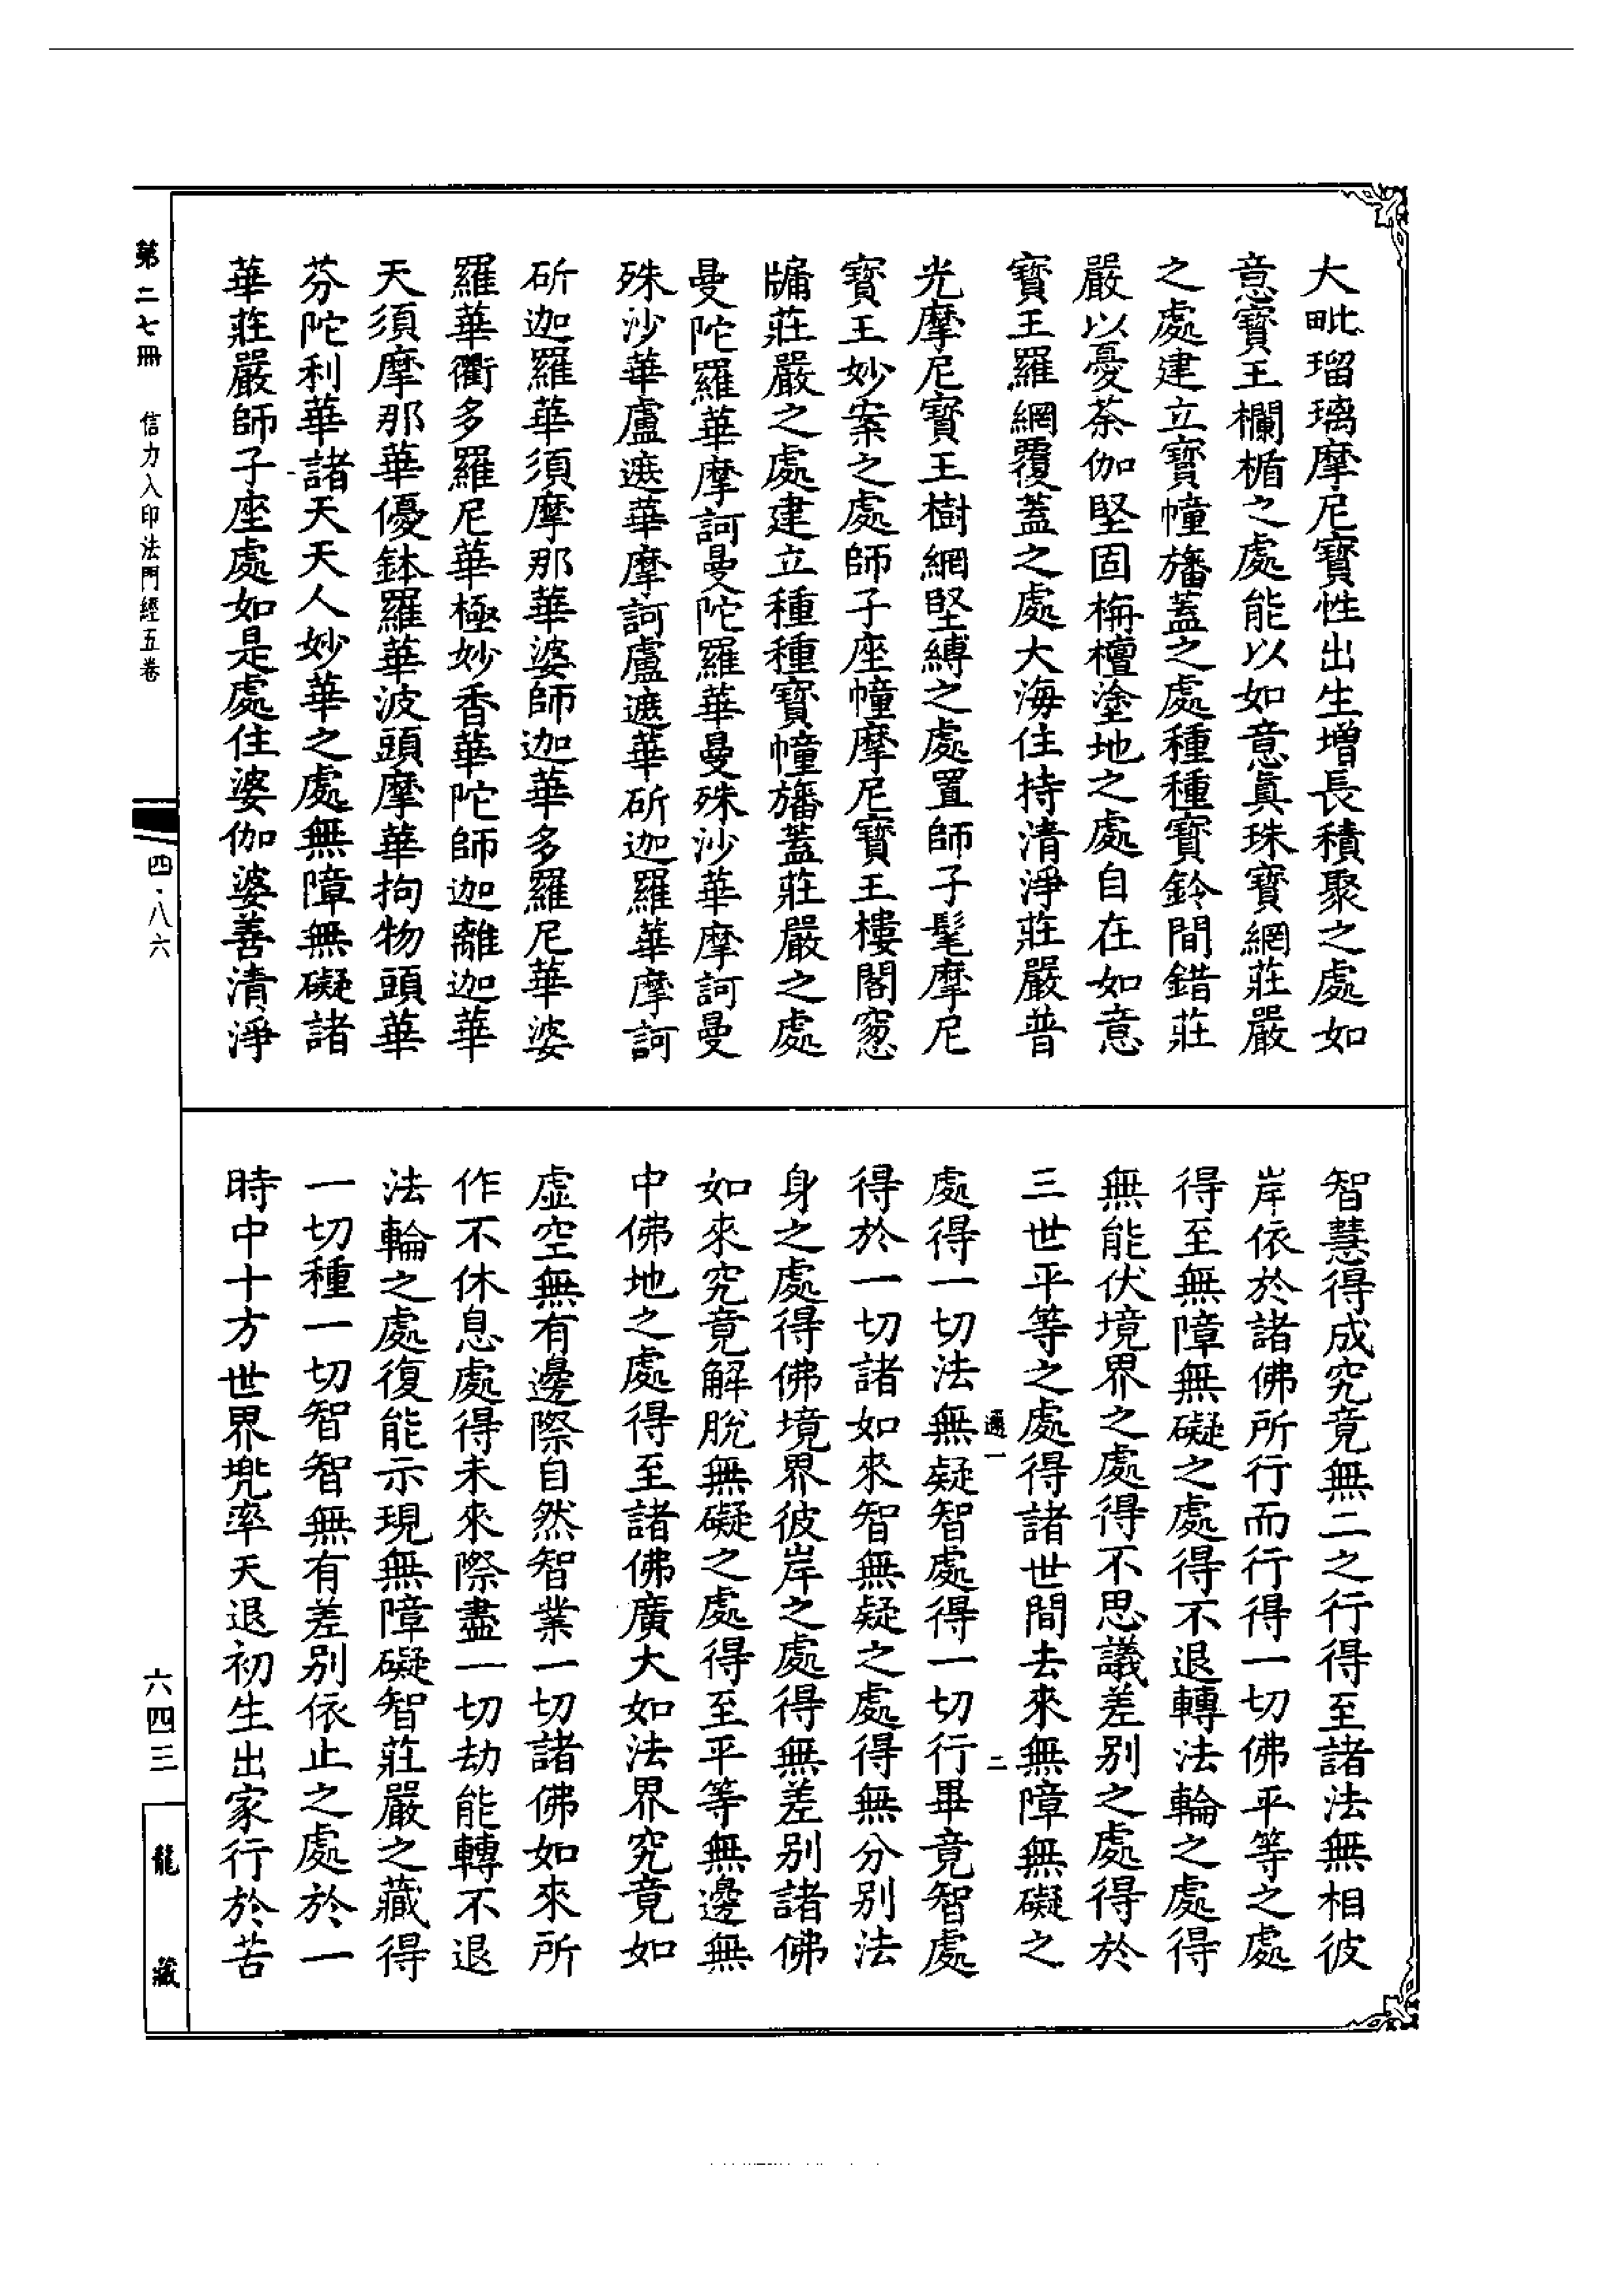 大毗瑠璃摩尼寶性出生增長積聚之處如
意寶王欄楯之處能以如意真珠寶網莊嚴
之處建立寶幢旛蓋之處種種寶鈴間錯莊
嚴以憂荼伽堅固栴檀塗地之處自在如意
寶王羅網覆蓋之處大海住持清淨莊嚴普
光摩尼寶王樹網堅縛之處置師子髦摩尼
寶王妙案之處師子座幢摩尼寶王樓閣窻
牗莊嚴之處建立種種寶幢旛蓋莊嚴之處
曼陀羅華摩訶曼陀羅華曼殊沙華摩訶曼
殊沙華盧遮華摩訶盧遮華斫迦羅華摩訶
斫迦羅華須摩那華婆師迦華多羅尼華婆
羅華衢多羅尼華極妙香華陀師迦離迦華
天須摩那華優鉢羅華波頭摩華拘物頭華
芬陀利華諸天天人妙華之處無障無礙諸
華莊嚴師子座處如是處住婆伽婆善清淨
智慧得成究竟無二之行得至諸法無相彼
岸依於諸佛所行而行得一切佛平等之處
得至無障無礙之處得不退轉法輪之處得
無能伏境界之處得不思議差別之處得於
三世平等之處得諸世間去來無障無礙之
處得一切法無疑智處得一切行畢竟智處
得於一切諸如來智無疑之處得無分別法
身之處得佛境界彼岸之處得無差別諸佛
如來究竟解脫無礙之處得至平等無邊無
中佛地之處得至諸佛廣大如法界究竟如
虛空無有邊際自然智業一切諸佛如來所
作不休息處得未來際盡一切劫能轉不退
法輪之處復能示現無障礙智莊嚴之藏得
一切種一切智智無有差別依止之處於一
時中十方世界兜率天退初生出家行於苦
第二七冊 信力入印法門經五卷
四·八六
六四三
龍藏